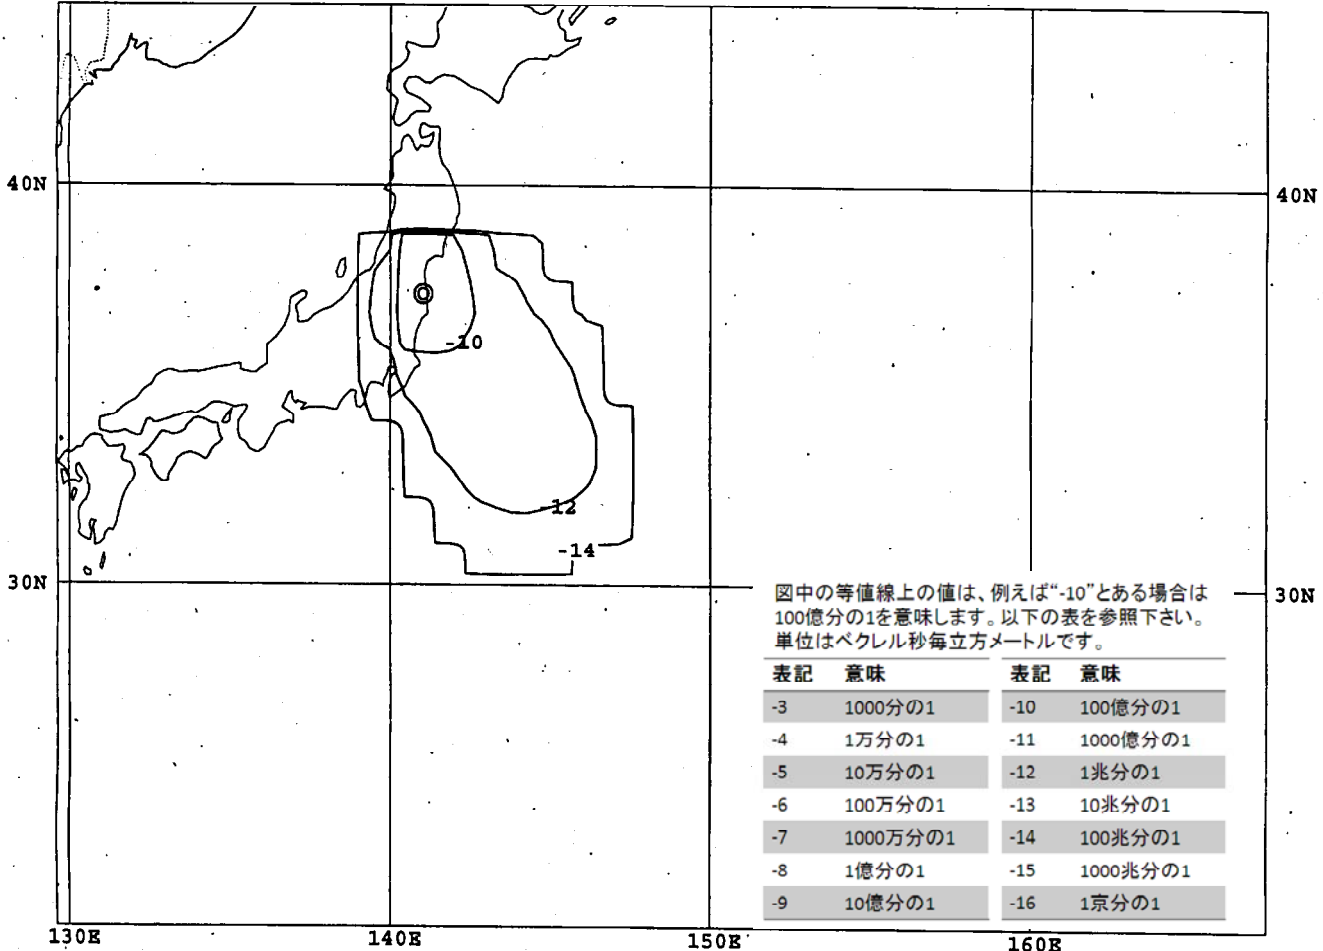 40N
40N
-10
-12
-14
30N
30N
図中の等値線上の値は、例えば“-10”とある場合は
100億分の1を意味します。以下の表を参照下さい。
単位はベクレル秒毎立方メートルです。
表記 意味 表記 意味
-3 1000分の1 -10 100億分の1
-4 1万分の1 -11 1000億分の1
-5 10万分の1 -12 1兆分の1
-6 100万分の1 -13 10兆分の1
-7 1000万分の1 -14 100兆分の1
-8 1億分の1 -15 1000兆分の1
-9 10億分の1 -16 1京分の1
130E 140E 150E 160E